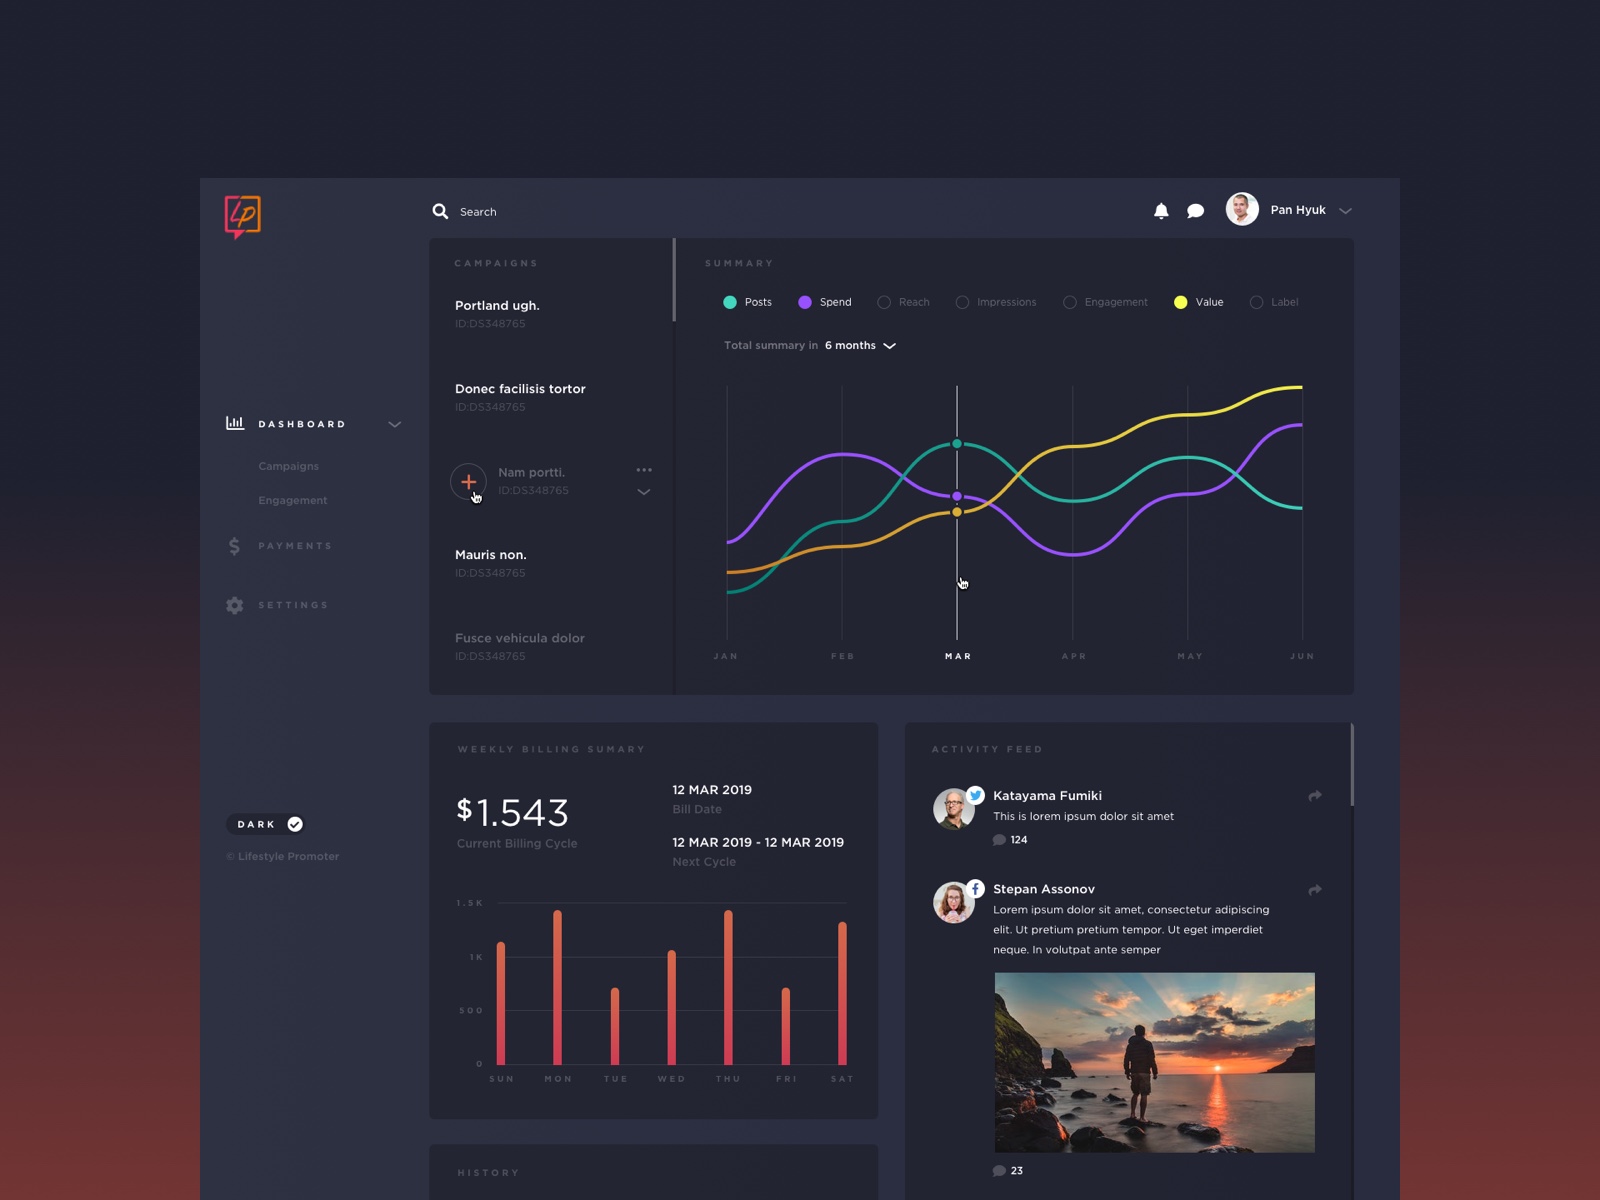 LP
Search
Pan Hyuk
CAMPAIGNS
Portland ugh.
ID:DS348765
Donec facilisis tortor
ID:DS348765
Nam portti.
ID:DS348765
Mauris non.
ID:DS348765
Fusce vehicula dolor
ID:DS348765
SUMMARY
Posts Spend Reach Impressions Engagement Value Label
Total summary in 6 months
JAN FEB MAR APR MAY JUN
DASHBOARD
Campaigns
Engagement
PAYMENTS
SETTINGS
DARK
© Lifestyle Promoter
WEEKLY BILLING SUMARY
$1.543
Current Billing Cycle
12 MAR 2019
Bill Date
12 MAR 2019 - 12 MAR 2019
Next Cycle
1.5K
1K
500
0
SUN MON TUE WED THU FRI SAT
HISTORY
ACTIVITY FEED
Katayama Fumiki
This is lorem ipsum dolor sit amet
124
Stepan Assonov
Lorem ipsum dolor sit amet, consectetur adipiscing
elit. Ut pretium pretium tempor. Ut eget imperdiet
neque. In volutpat ante semper
23